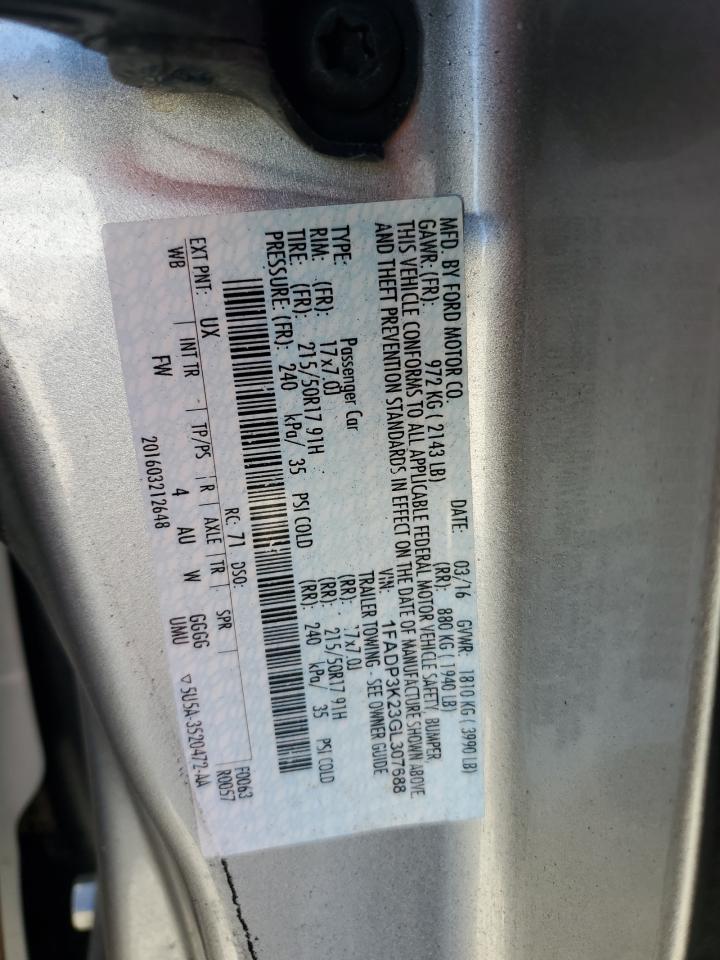 MFD. BY FORD MOTOR CO.
DATE: 03/16 GVWR: 1810 KG ( 3990 LB)
GAWR: (FR): 972 KG ( 2143 LB) (RR): 880 KG ( 1940 LB)
THIS VEHICLE CONFORMS TO ALL APPLICABLE FEDERAL MOTOR VEHICLE SAFETY, BUMPER,
AND THEFT PREVENTION STANDARDS IN EFFECT ON THE DATE OF MANUFACTURE SHOWN ABOVE
VIN: 1FADP3K23GL307688
TYPE: Passenger Car TRAILER TOWING - SEE OWNER GUIDE
RIM: (FR): 17x7.0J (RR): 17x7.0J
TIRE: (FR): 215/50R17 91H (RR): 215/50R17 91H
PRESSURE: (FR): 240 kPa/ 35 PSI COLD (RR): 240 kPa/ 35 PSI COLD
F0063
R0057
EXT PNT: UX RC: 71 DSO:
WB INT TR TP/PS R AXLE TR SPR
FW - 4 AU W GGGG
201603212648 UMU
5U5A-3520472-AA